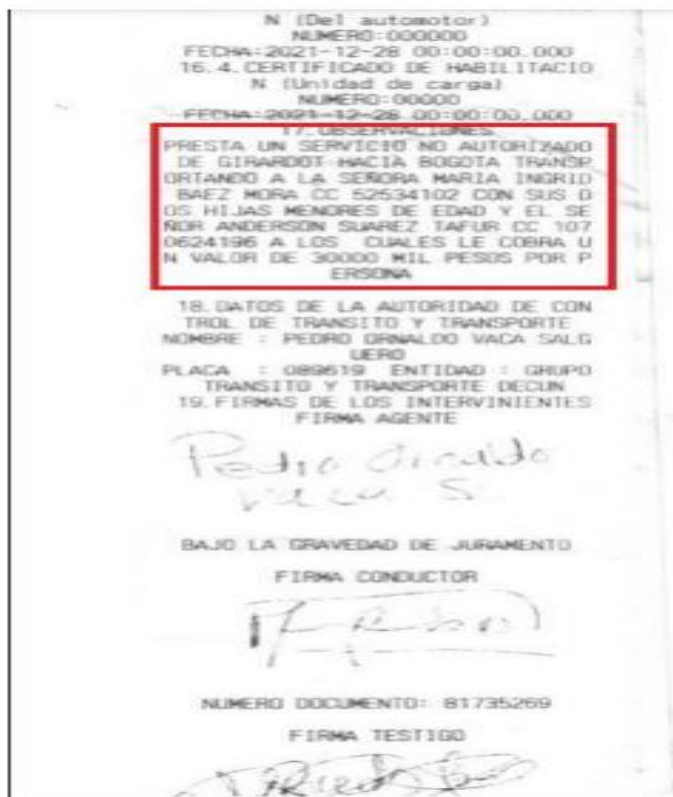 N (Del automotor)
NUMERO:000000
FECHA:2021-12-28 00:00:00.000
16.4.CERTIFICADO DE HABILITACIO
N (Unidad de carga)
NUMERO:00000
FECHA:2021-12-28 00:00:00.000
17.OBSERVACIONES
PRESTA UN SERVICIO NO AUTORIZADO
DE GIRARDOT HACIA BOGOTA TRANSP
ORTANDO A LA SEÑORA MARIA INGRID
BAEZ MORA CC 52534102 CON SUS D
OS HIJAS MENORES DE EDAD Y EL SE
ÑOR ANDERSON SUAREZ TAFUR CC 107
0624196 A LOS CUALES LE COBRA U
N VALOR DE 30000 MIL PESOS POR P
ERSONA
18.DATOS DE LA AUTORIDAD DE CON
TROL DE TRANSITO Y TRANSPORTE
NOMBRE : PEDRO ORNALDO VACA SALG
UERO
PLACA : 089619 ENTIDAD : GRUPO
TRANSITO Y TRANSPORTE DECUN
19.FIRMAS DE LOS INTERVINIENTES
FIRMA AGENTE
Pedro Ornaldo
Vaca S.
BAJO LA GRAVEDAD DE JURAMENTO
FIRMA CONDUCTOR
NUMERO DOCUMENTO: 81735269
FIRMA TESTIGO